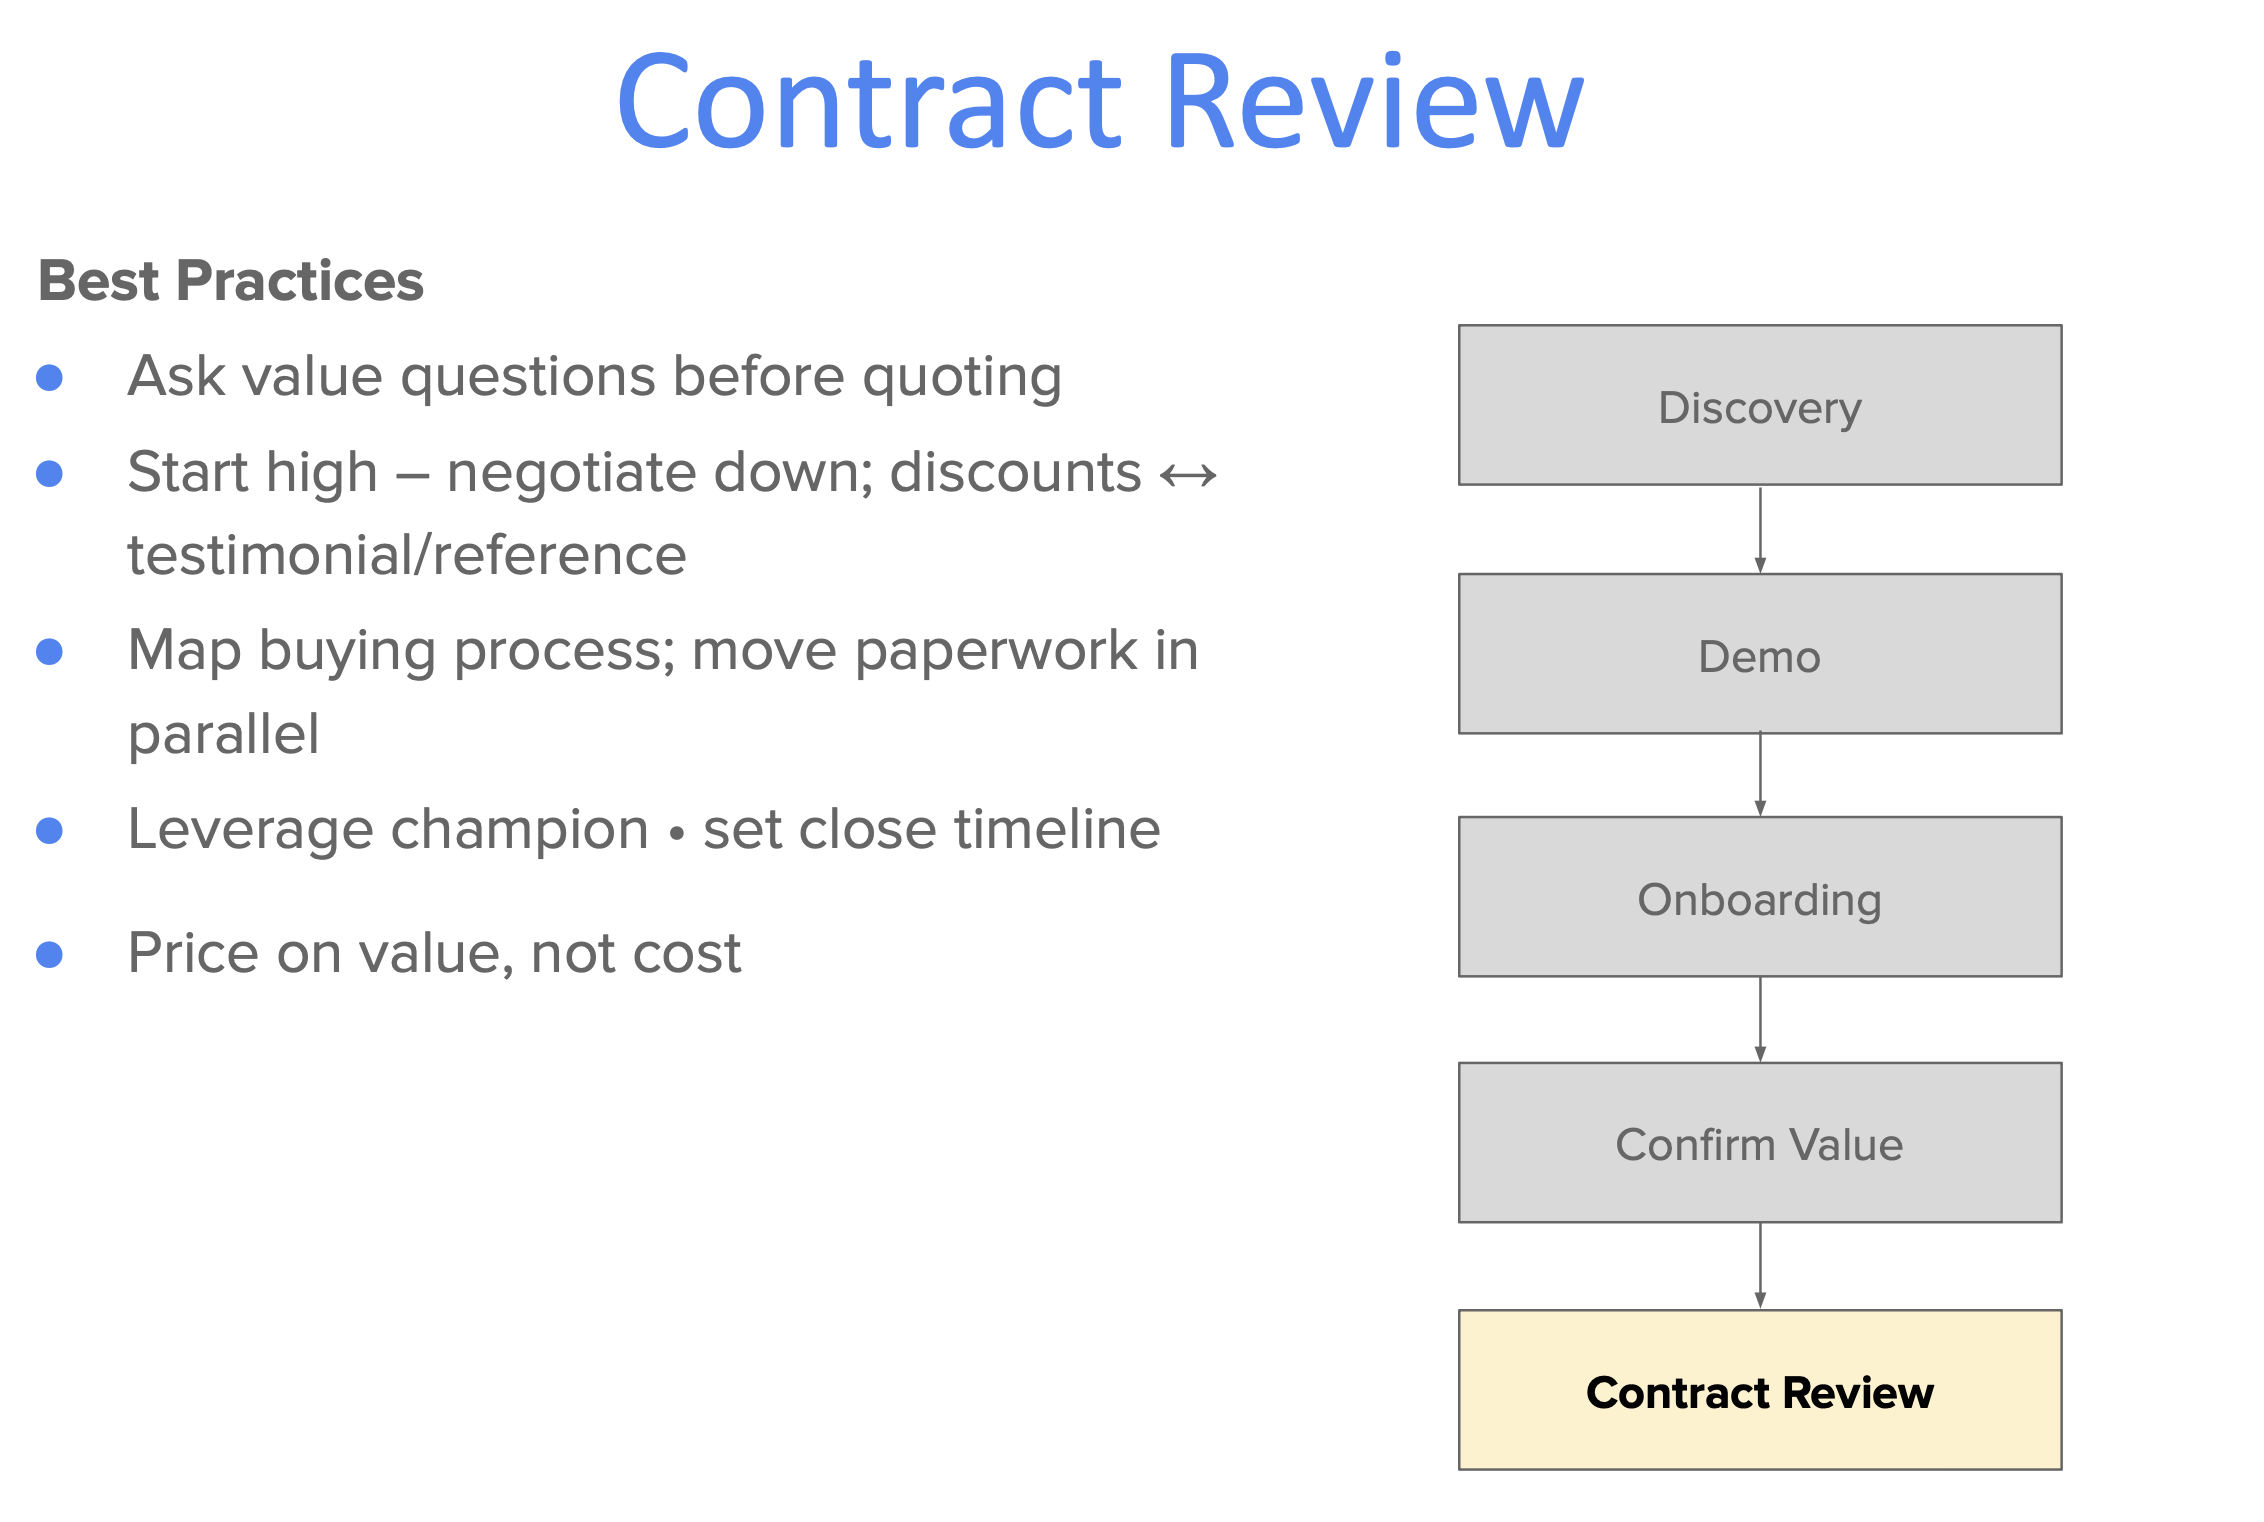 Contract Review
Best Practices
● Ask value questions before quoting
● Start high – negotiate down; discounts ↔
testimonial/reference
● Map buying process; move paperwork in
parallel
● Leverage champion • set close timeline
● Price on value, not cost
Discovery
Demo
Onboarding
Confirm Value
Contract Review